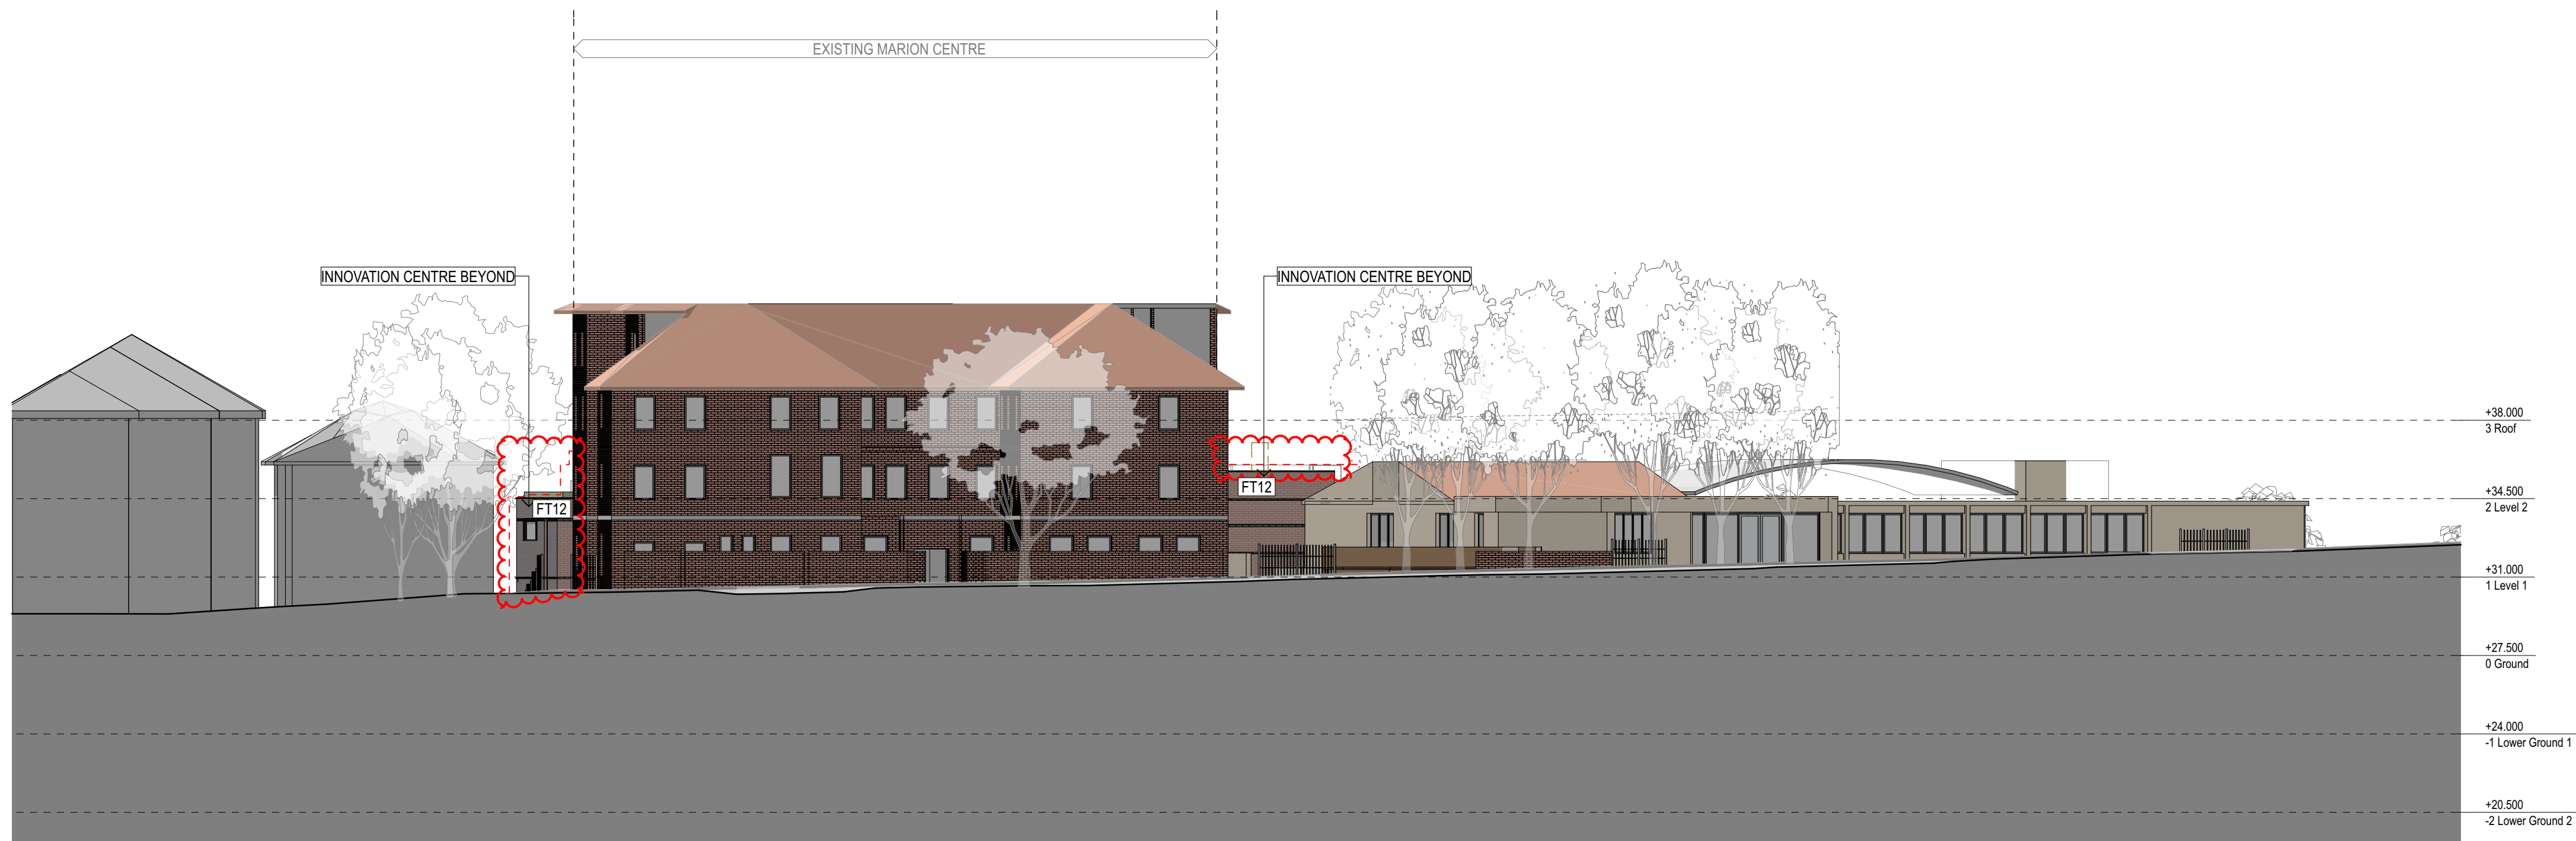 EXISTING MARION CENTRE
INNOVATION CENTRE BEYOND
INNOVATION CENTRE BEYOND
FT12
FT12
+38.000
3 Roof
+34.500
2 Level 2
+31.000
1 Level 1
+27.500
0 Ground
+24.000
-1 Lower Ground 1
+20.500
-2 Lower Ground 2